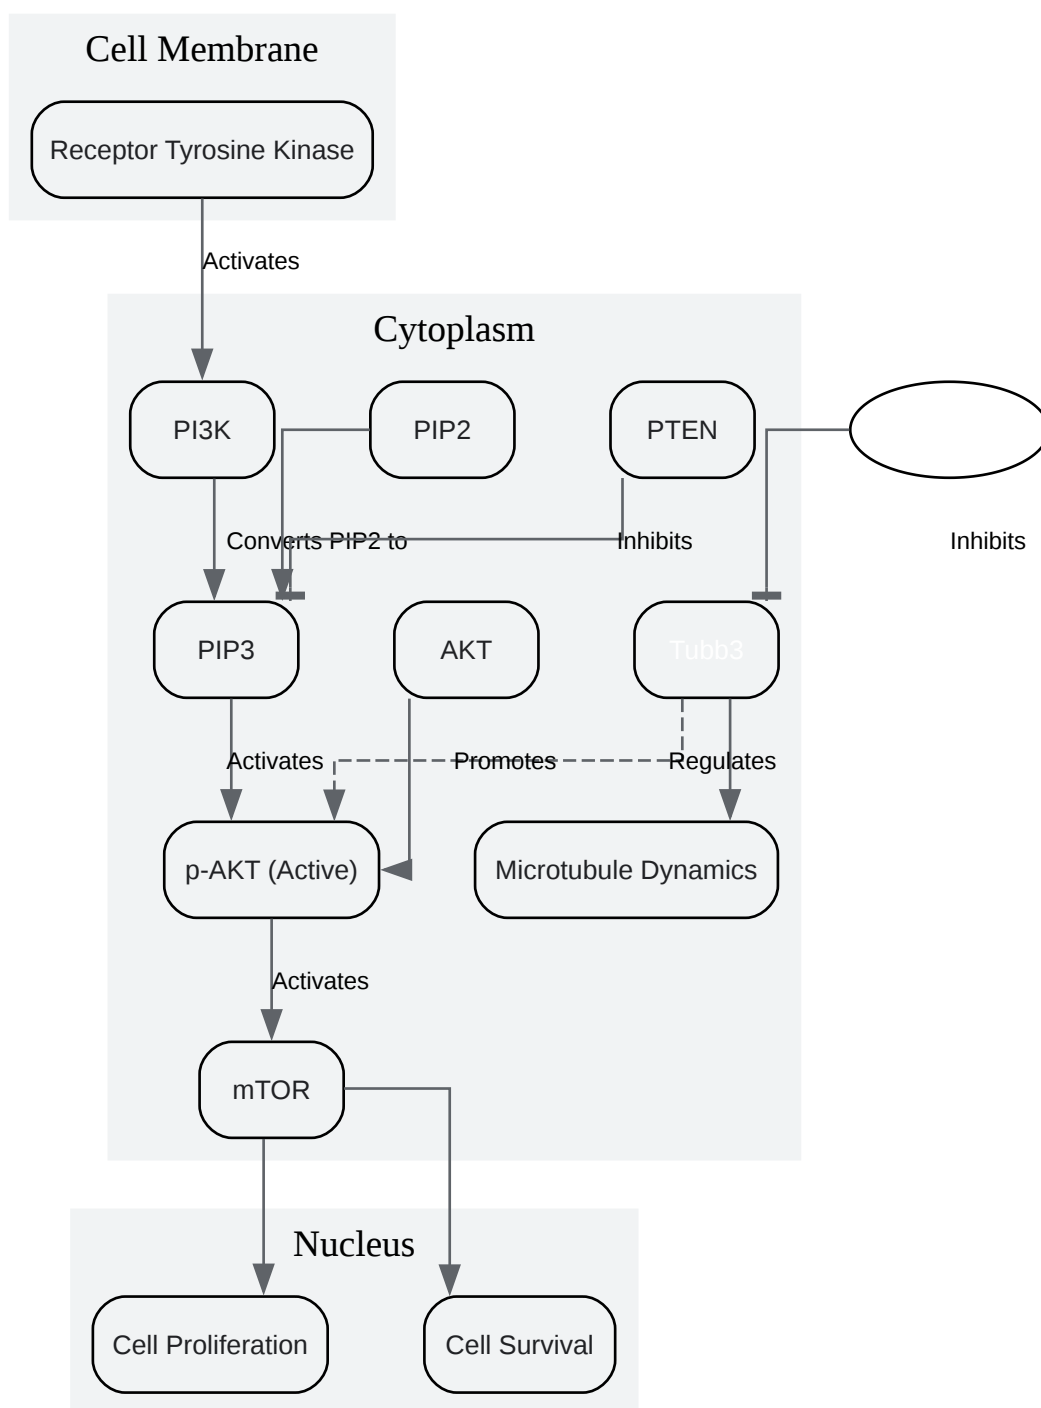 Cell Membrane
Receptor Tyrosine Kinase
Activates
Cytoplasm
PI3K
PIP2
PTEN
Converts PIP2 to
Inhibits
Inhibits
PIP3
AKT
Tubb3
Activates
Promotes
Regulates
p-AKT (Active)
Microtubule Dynamics
Activates
mTOR
Nucleus
Cell Proliferation
Cell Survival